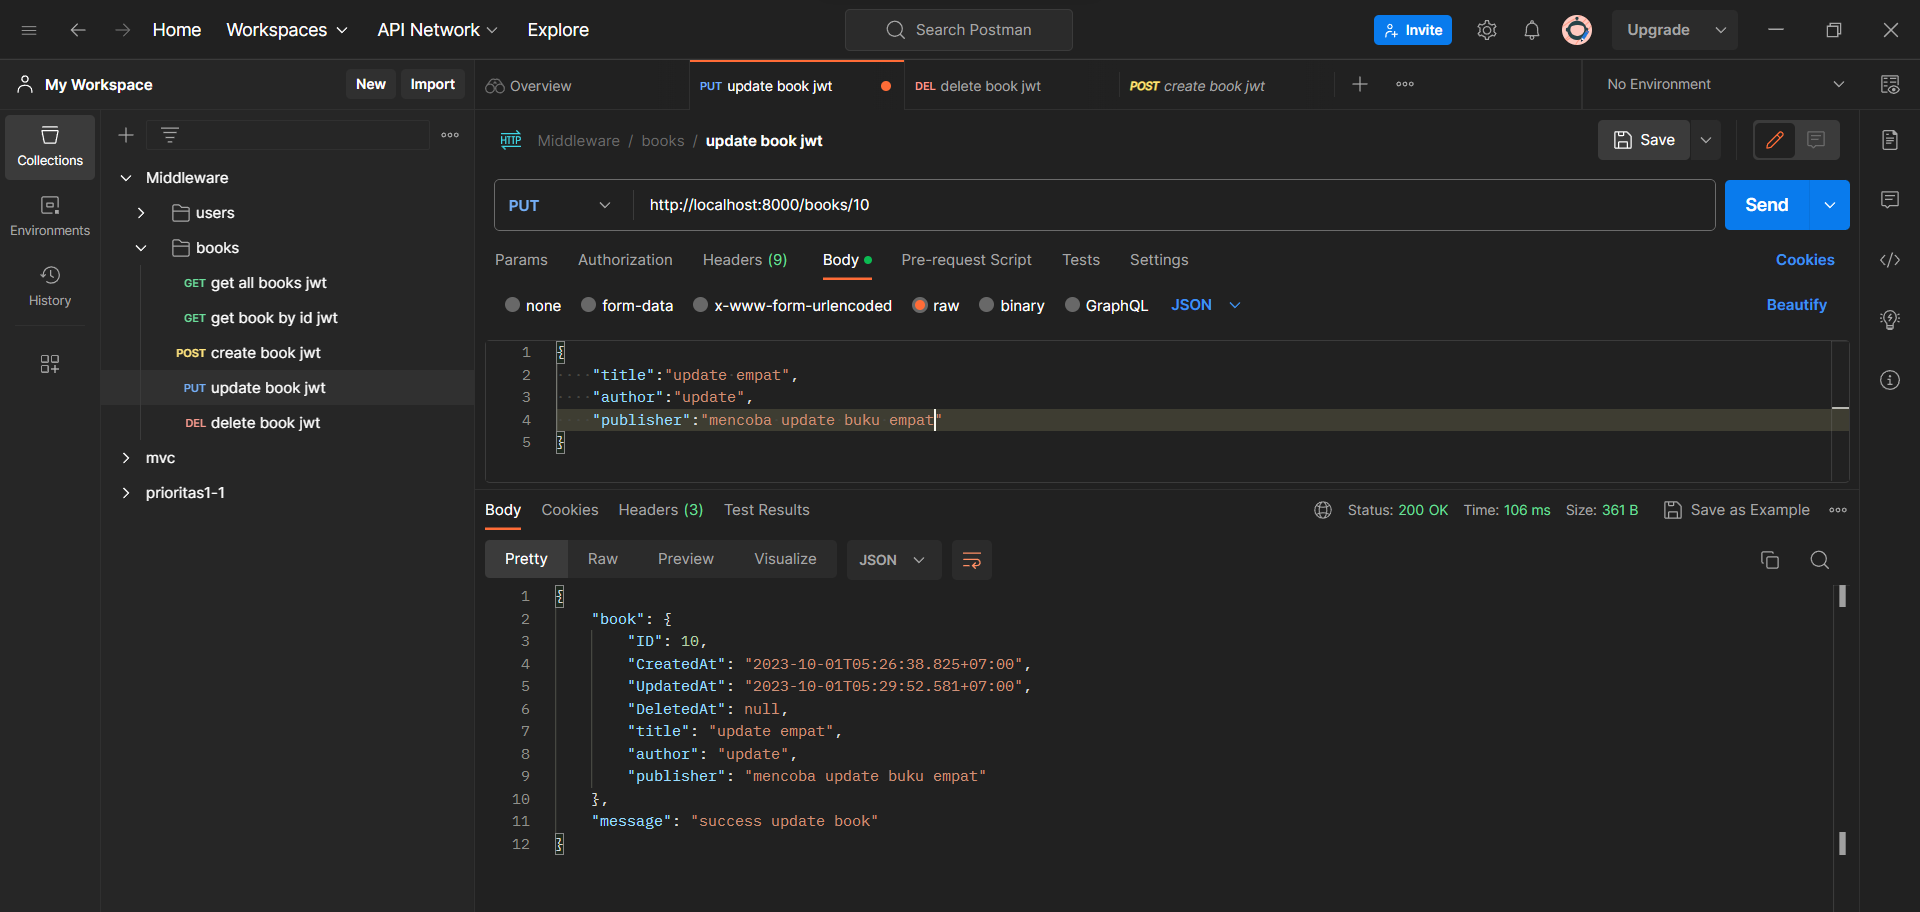 Home Workspaces API Network Explore Search Postman Invite Upgrade
My Workspace New Import Overview PUT update book jwt DEL delete book jwt POST create book jwt No Environment
Collections
Environments
History
Middleware
users
books
GET get all books jwt
GET get book by id jwt
POST create book jwt
PUT update book jwt
DEL delete book jwt
mvc
prioritas1-1
HTTP Middleware / books / update book jwt Save
PUT http://localhost:8000/books/10 Send
Params Authorization Headers (9) Body Pre-request Script Tests Settings Cookies
none form-data x-www-form-urlencoded raw binary GraphQL JSON Beautify
1 {
2 "title":"update empat",
3 "author":"update",
4 "publisher":"mencoba update buku empat"
5 }
Body Cookies Headers (3) Test Results Status: 200 OK Time: 106 ms Size: 361 B Save as Example
Pretty Raw Preview Visualize JSON
1 {
2 "book": {
3 "ID": 10,
4 "CreatedAt": "2023-10-01T05:26:38.825+07:00",
5 "UpdatedAt": "2023-10-01T05:29:52.581+07:00",
6 "DeletedAt": null,
7 "title": "update empat",
8 "author": "update",
9 "publisher": "mencoba update buku empat"
10 },
11 "message": "success update book"
12 }